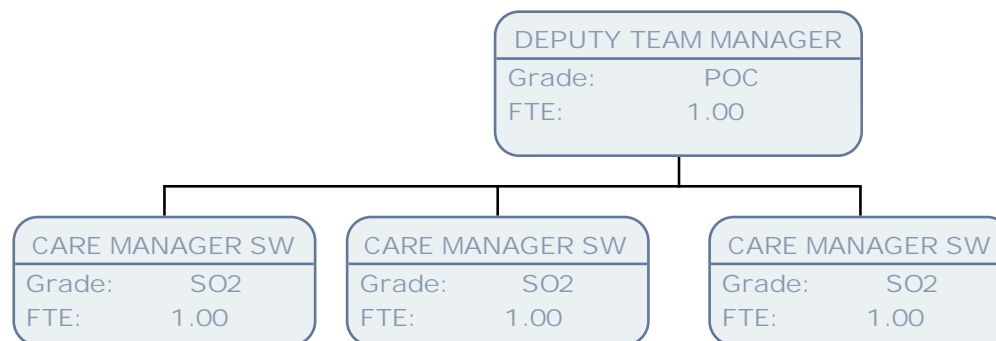 DEPUTY TEAM MANAGER
Grade: POC
FTE: 1.00
CARE MANAGER SW
Grade: SO2
FTE: 1.00
CARE MANAGER SW
Grade: SO2
FTE: 1.00
CARE MANAGER SW
Grade: SO2
FTE: 1.00